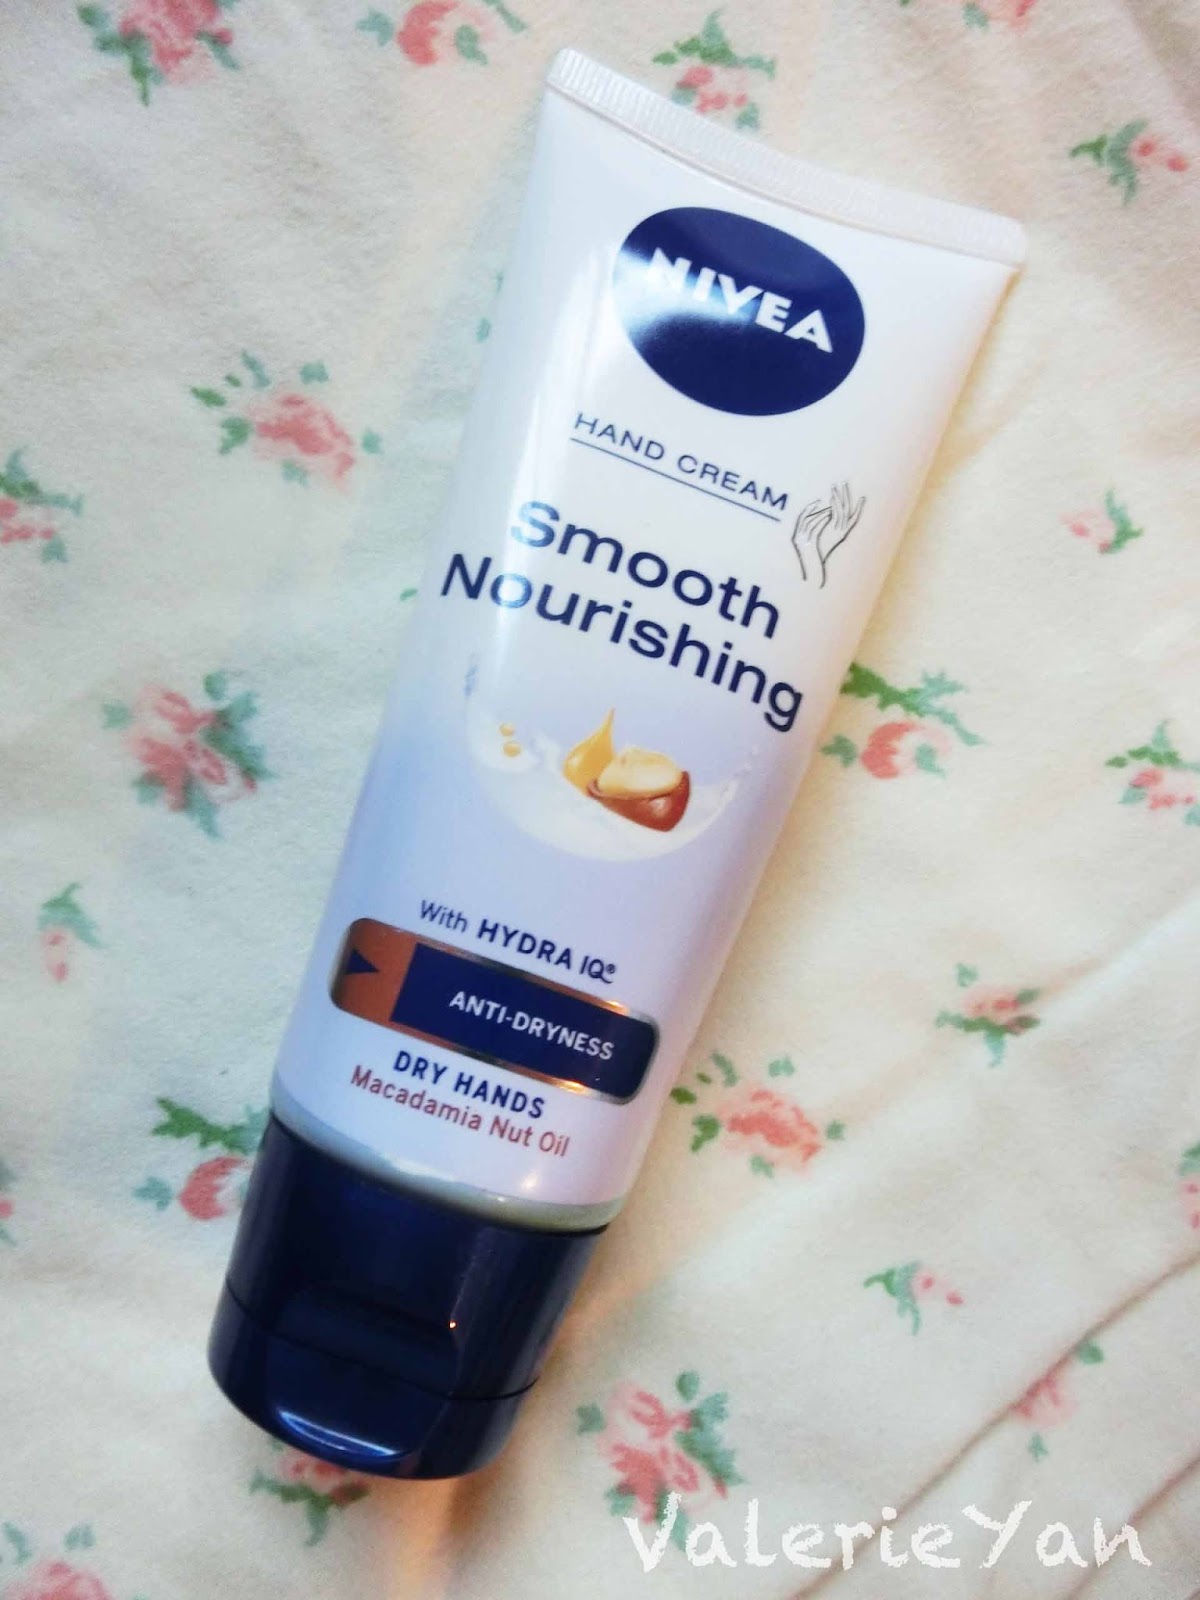 NIVEA
HAND CREAM
Smooth
Nourishing
With HYDRA IQ®
ANTI-DRYNESS
DRY HANDS
Macadamia Nut Oil
ValerieYan